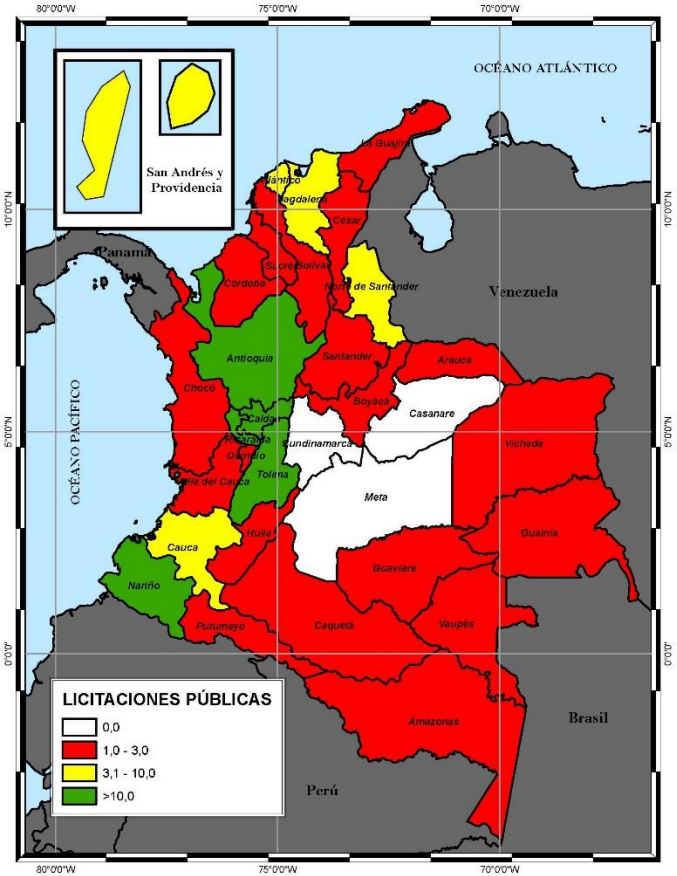 80°0'0"W
75°0'0"W
70°0'0"W
OCÉANO ATLÁNTICO
San Andrés y
Providencia
La Guajira
Atlántico
Magdalena
Cesar
10°0'0"N
10°0'0"N
Panamá
Sucre
Bolívar
Córdoba
Norte de Santander
Venezuela
Antioquia
Santander
Arauca
Chocó
Boyacá
Casanare
OCÉANO PACÍFICO
Caldas
5°0'0"N
5°0'0"N
Risaralda
Cundinamarca
Vichada
Quindío
Tolima
Valle del Cauca
Meta
Cauca
Huila
Guainía
Guaviare
Nariño
Putumayo
Caquetá
Vaupés
0°0'0"
0°0'0"
LICITACIONES PÚBLICAS
0,0
1,0 - 3,0
3,1 - 10,0
>10,0
Amazonas
Brasil
Perú
80°0'0"W
75°0'0"W
70°0'0"W